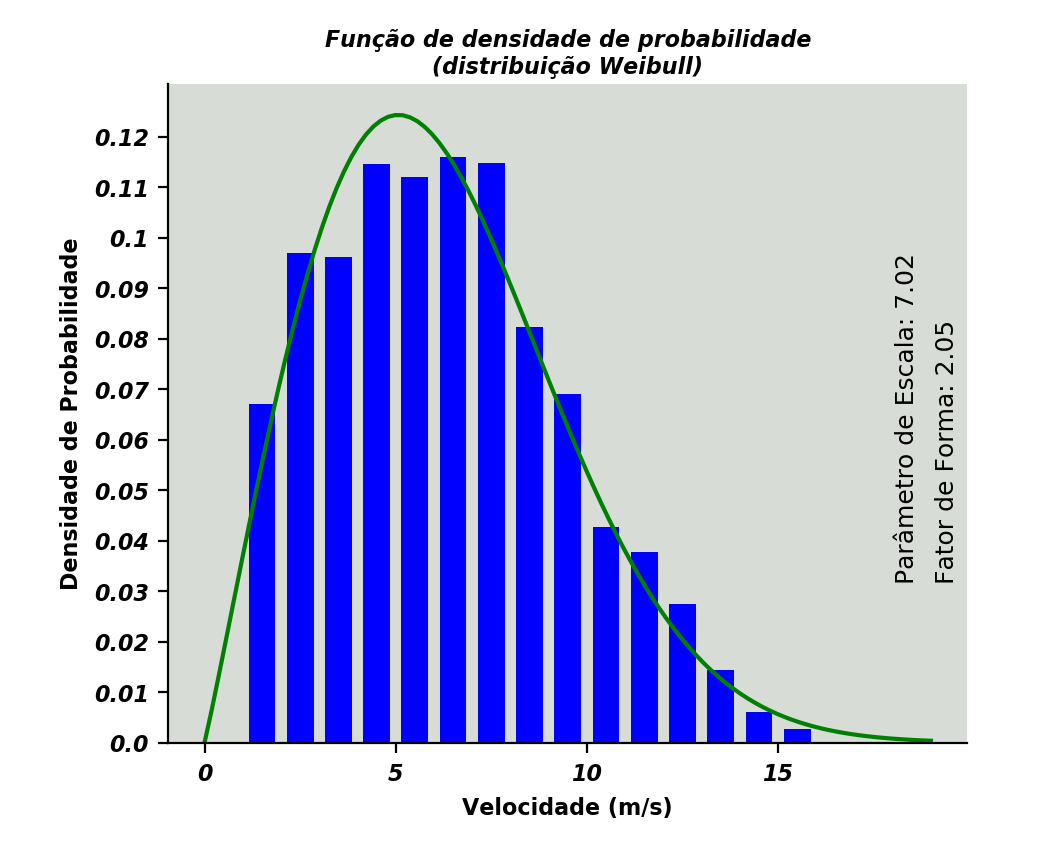 Função de densidade de probabilidade
(distribuição Weibull)
Densidade de Probabilidade
0.12
0.11
0.1
0.09
0.08
0.07
0.06
0.05
0.04
0.03
0.02
0.01
0.0
0
5
10
15
Velocidade (m/s)
Parâmetro de Escala: 7.02
Fator de Forma: 2.05